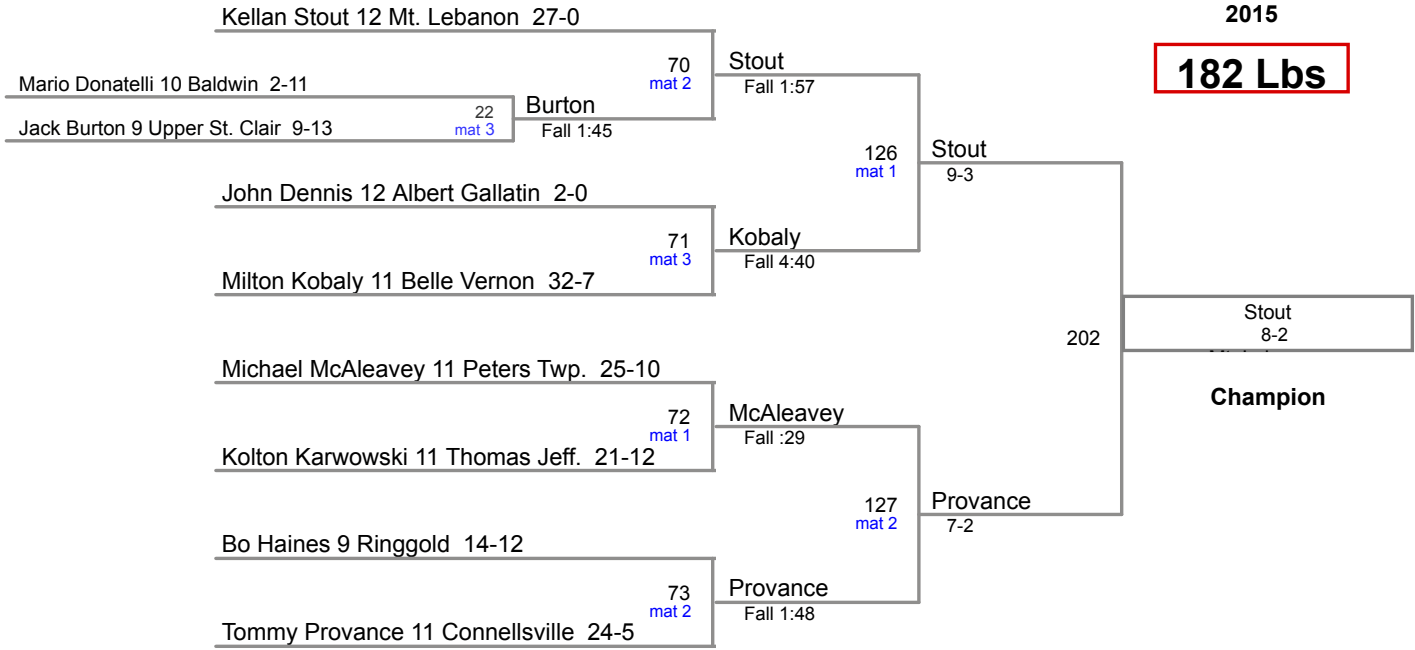 Kellan Stout 12 Mt. Lebanon 27-0
2015
182 Lbs
70
mat 2
Stout
Fall 1:57
Mario Donatelli 10 Baldwin 2-11
Jack Burton 9 Upper St. Clair 9-13
22
mat 3
Burton
Fall 1:45
126
mat 1
Stout
9-3
John Dennis 12 Albert Gallatin 2-0
71
mat 3
Kobaly
Fall 4:40
Milton Kobaly 11 Belle Vernon 32-7
202
Stout
8-2
Champion
Michael McAleavey 11 Peters Twp. 25-10
72
mat 1
McAleavey
Fall :29
Kolton Karwowski 11 Thomas Jeff. 21-12
127
mat 2
Provance
7-2
Bo Haines 9 Ringgold 14-12
73
mat 2
Provance
Fall 1:48
Tommy Provance 11 Connellsville 24-5